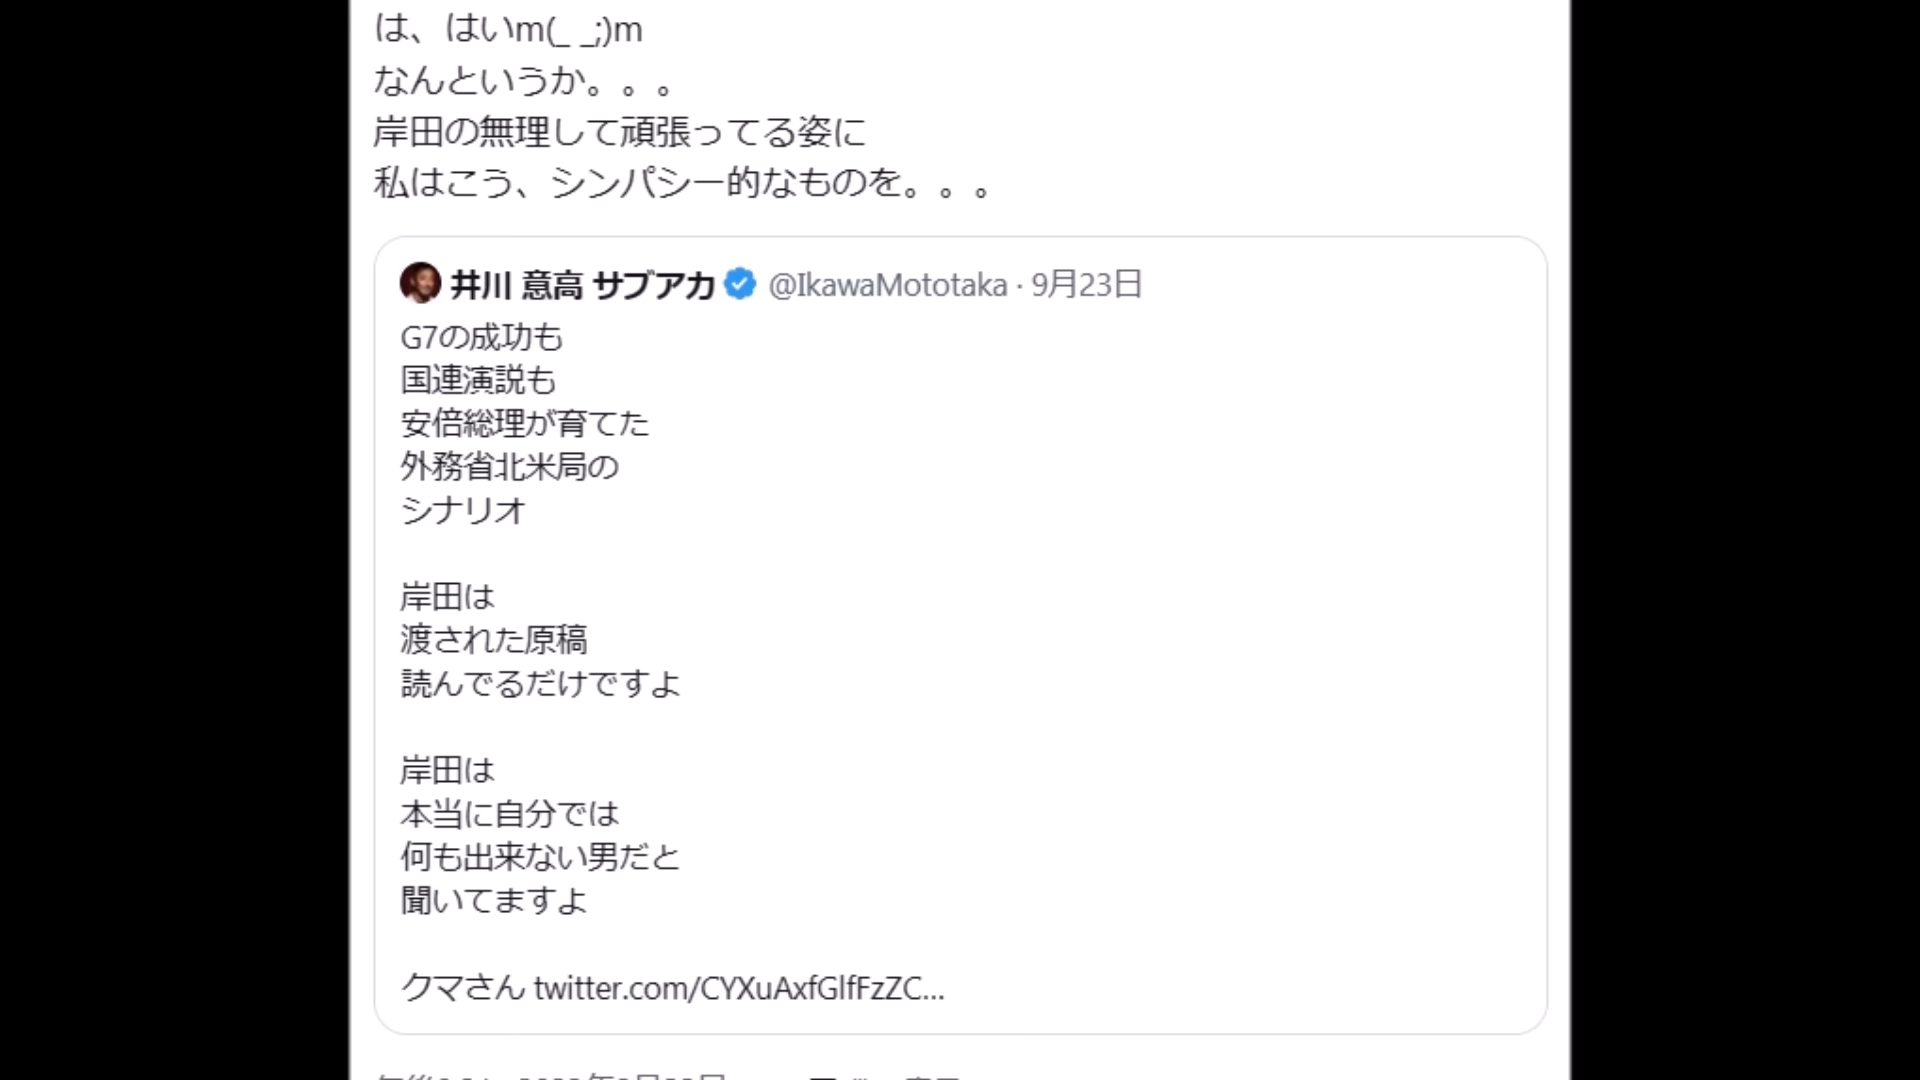 は、はいm(_ _;)m
なんというか。。。
岸田の無理して頑張ってる姿に
私はこう、シンパシー的なものを。。。
井川 意高 サブアカ @IkawaMototaka · 9月23日
G7の成功も
国連演説も
安倍総理が育てた
外務省北米局の
シナリオ
岸田は
渡された原稿
読んでるだけですよ
岸田は
本当に自分では
何も出来ない男だと
聞いてますよ
クマさん twitter.com/CYXuAxfGlfFzZC...